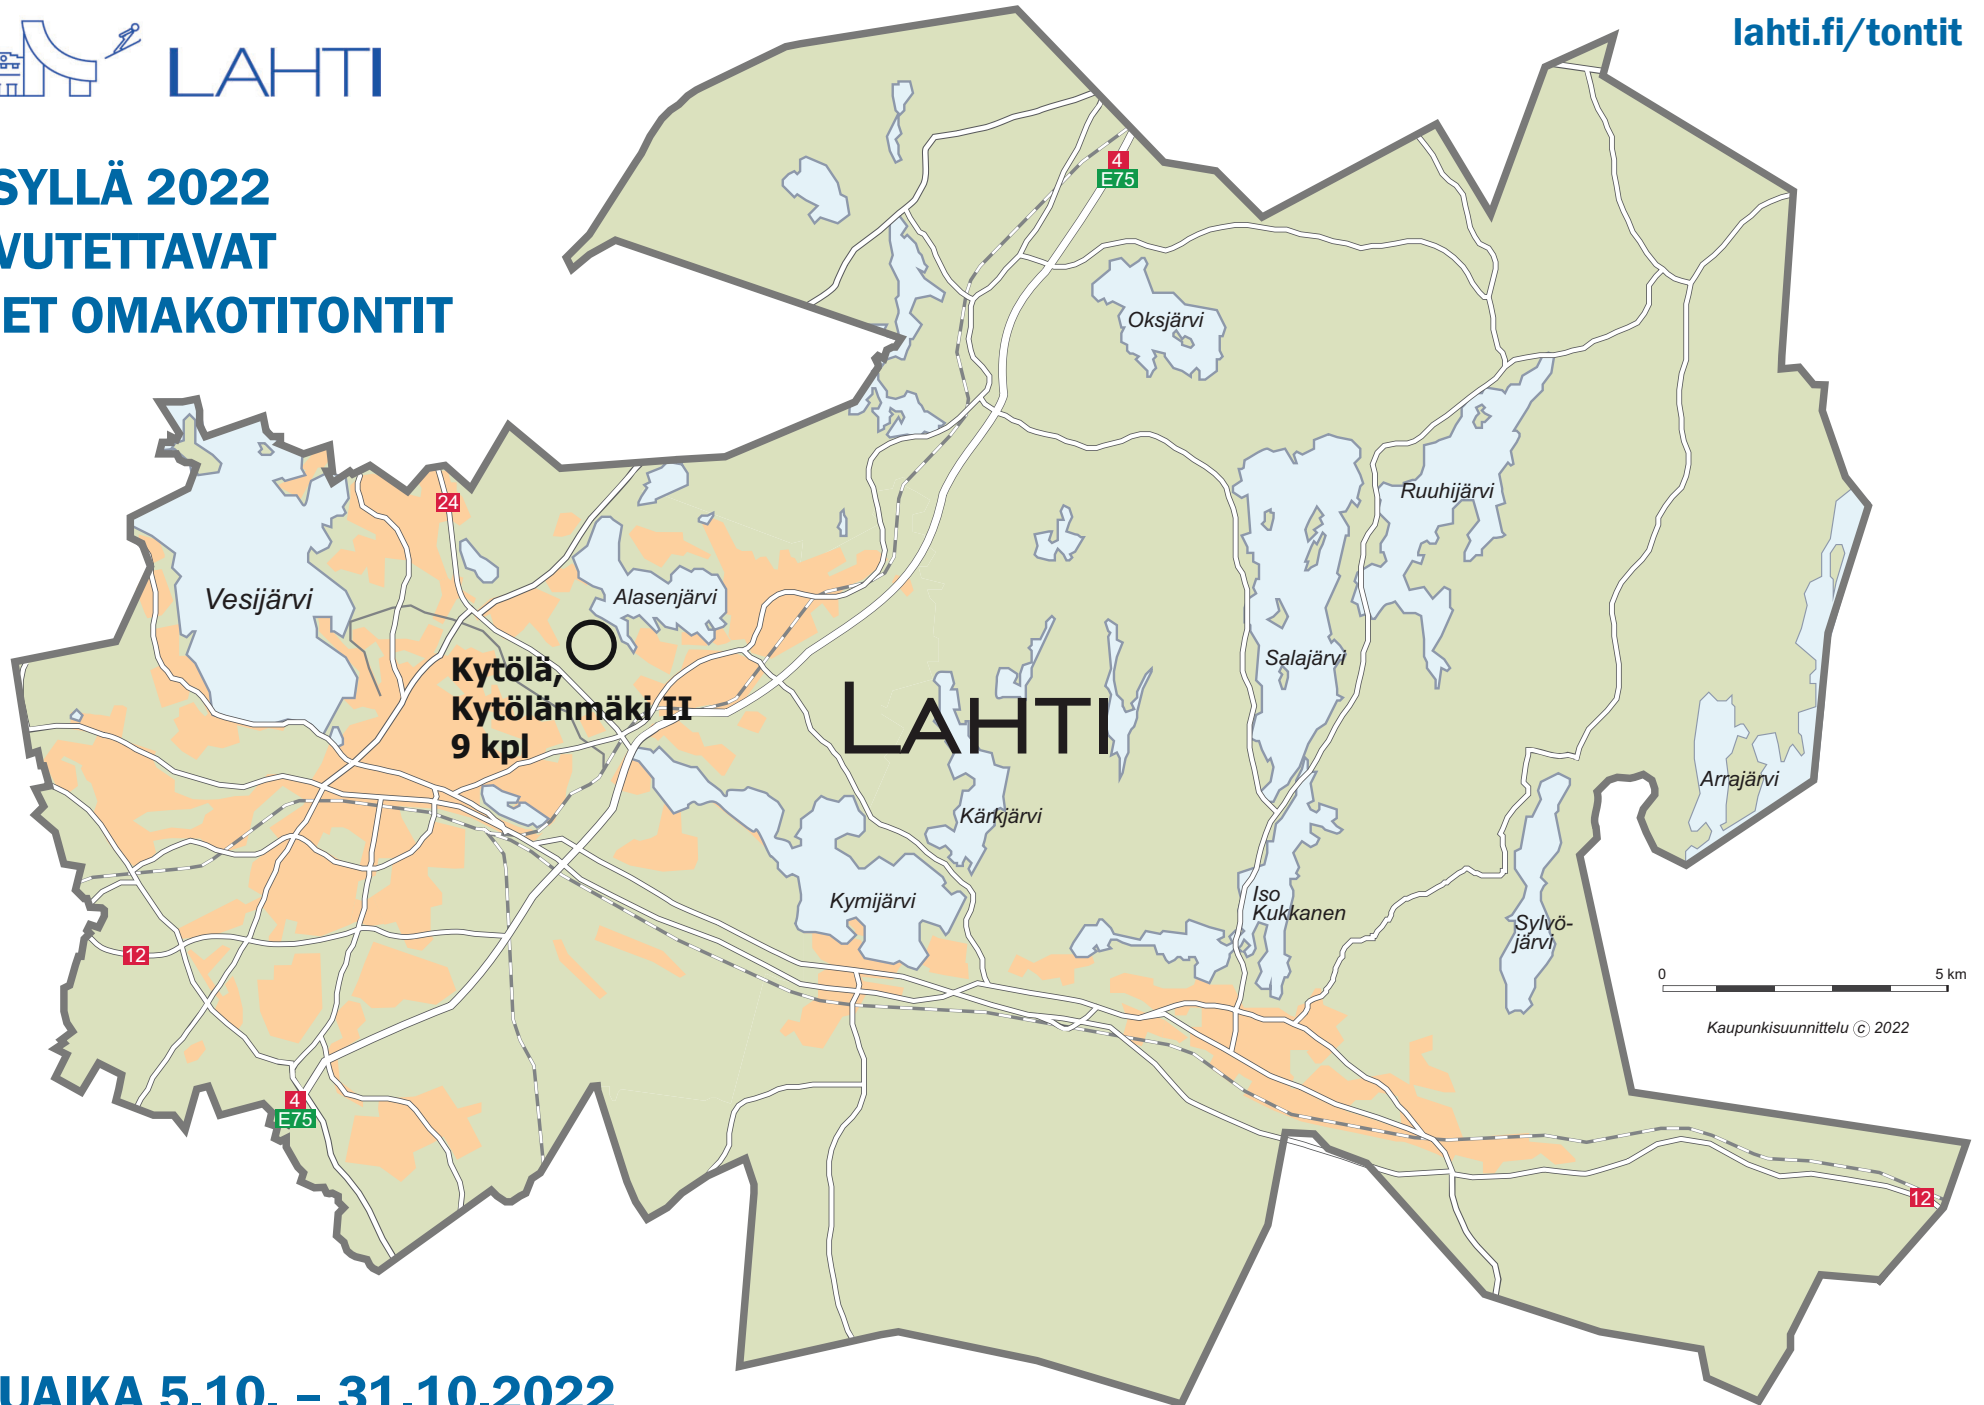 LAHTI
lahti.fi/tontit
SYLLÄ 2022
VUTETTAVAT
ET OMAKOTITONTIT
4
E75
Oksjärvi
24
Ruuhijärvi
Vesijärvi
Alasenjärvi
Kytölä,
Kytölänmäki II
9 kpl
LAHTI
Salajärvi
Arrajärvi
Kärkjärvi
Kymijärvi
Iso
Kukkanen
Sylvö-
järvi
12
0 5 km
Kaupunkisuunnittelu © 2022
4
E75
12
UAIKA 5.10. – 31.10.2022